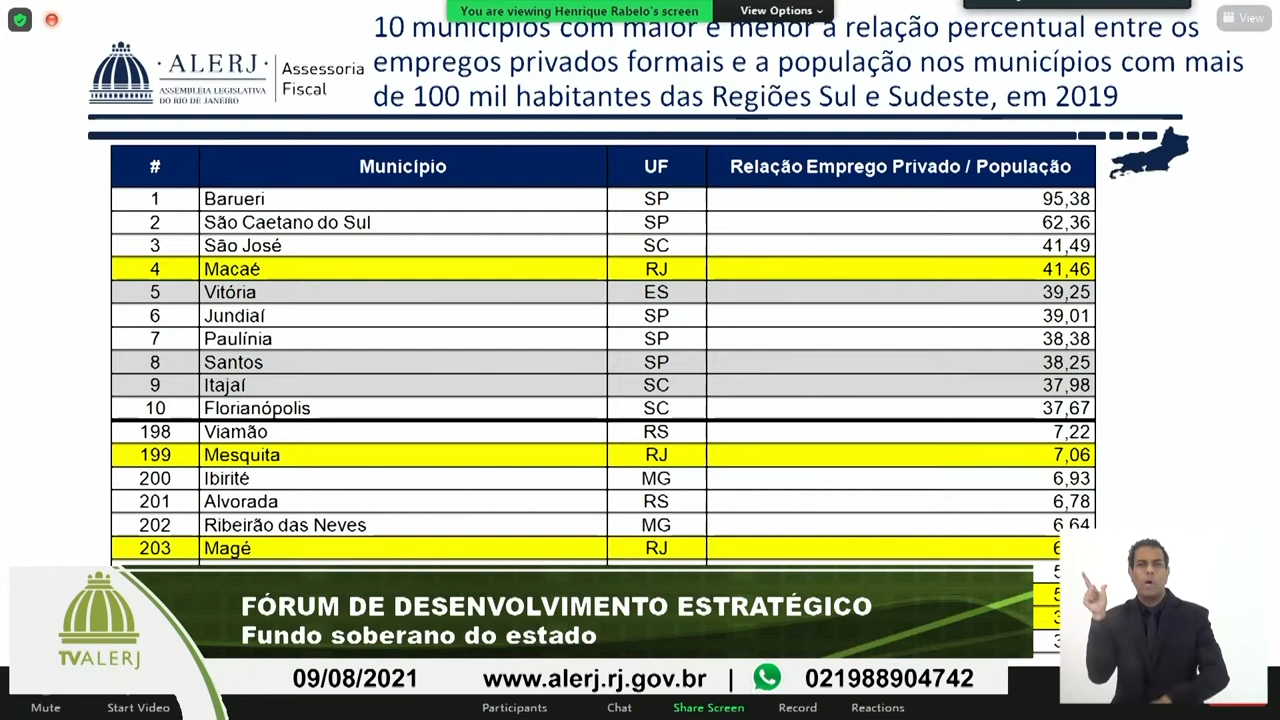 You are viewing Henrique Rabelo's screen
View Options
View
10 municípios com maior e menor a relação percentual entre os
empregos privados formais e a população nos municípios com mais
de 100 mil habitantes das Regiões Sul e Sudeste, em 2019
· ALERJ ·
ASSEMBLEIA LEGISLATIVA
DO RIO DE JANEIRO
Assessoria
Fiscal
# Município UF Relação Emprego Privado / População
1 Barueri SP 95,38
2 São Caetano do Sul SP 62,36
3 São José SC 41,49
4 Macaé RJ 41,46
5 Vitória ES 39,25
6 Jundiaí SP 39,01
7 Paulínia SP 38,38
8 Santos SP 38,25
9 Itajaí SC 37,98
10 Florianópolis SC 37,67
198 Viamão RS 7,22
199 Mesquita RJ 7,06
200 Ibirité MG 6,93
201 Alvorada RS 6,78
202 Ribeirão das Neves MG 6,64
203 Magé RJ
FÓRUM DE DESENVOLVIMENTO ESTRATÉGICO
Fundo soberano do estado
TVALERJ
09/08/2021 www.alerj.rj.gov.br | 021988904742
Mute Start Video Participants Chat Share Screen Record Reactions